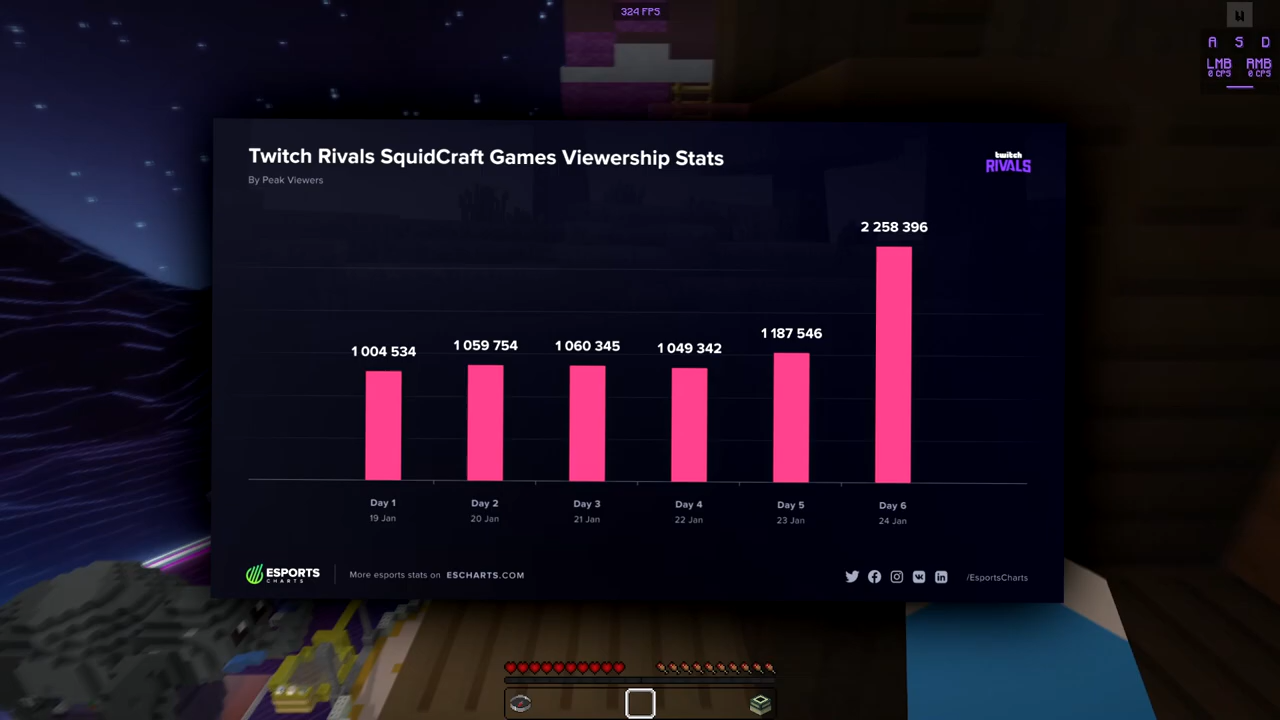 324 FPS
W
A S D
LMB RMB
0 CPS 0 CPS
Twitch Rivals SquidCraft Games Viewership Stats
By Peak Viewers
twitch
RIVALS
2 258 396
1 187 546
1 004 534 1 059 754 1 060 345 1 049 342
Day 1 Day 2 Day 3 Day 4 Day 5 Day 6
19 Jan 20 Jan 21 Jan 22 Jan 23 Jan 24 Jan
ESPORTS
CHARTS
More esports stats on ESCHARTS.COM
/EsportsCharts